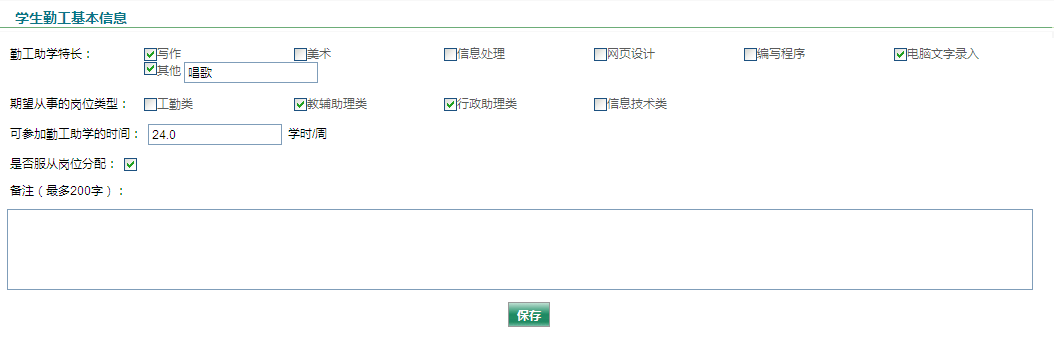 学生勤工基本信息
勤工助学特长： 写作 美术 信息处理 网页设计 编写程序 电脑文字录入
其他 唱歌
期望从事的岗位类型： 工勤类 教辅助理类 行政助理类 信息技术类
可参加勤工助学的时间： 24.0 学时/周
是否服从岗位分配：
备注（最多200字）：
保存